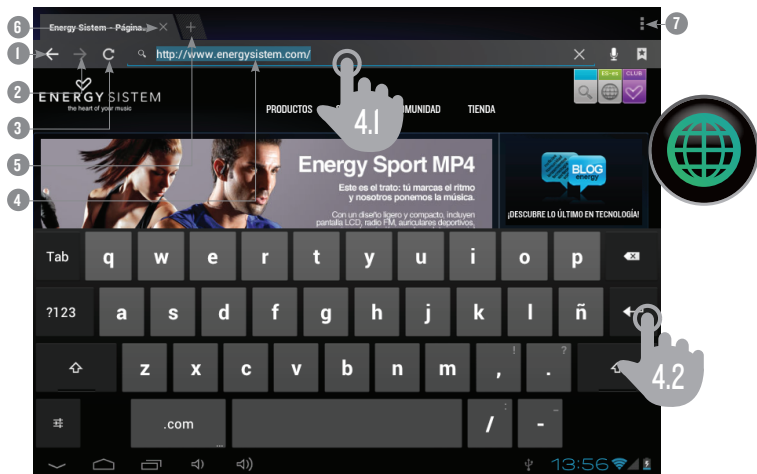 6 Energy Sistem - Página... × + 7
1 http://www.energysistem.com/
2 ENERGY SISTEM
the heart of your music
PRODUCTOS COMUNIDAD TIENDA
ES-es CLUB
4.1
3
5
4
Energy Sport MP4
Este es el trato: tú marcas el ritmo
y nosotros ponemos la música.
Con un diseño ligero y compacto, incluyen
pantalla LCD, radio FM, auriculares deportivos,
BLOG
energy
¡DESCUBRE LO ÚLTIMO EN TECNOLOGÍA!
Tab q w e r t y u i o p
?123 a s d f g h j k l ñ
z x c v b n m , ! . ?
4.2
.com ... / : - _
13:56